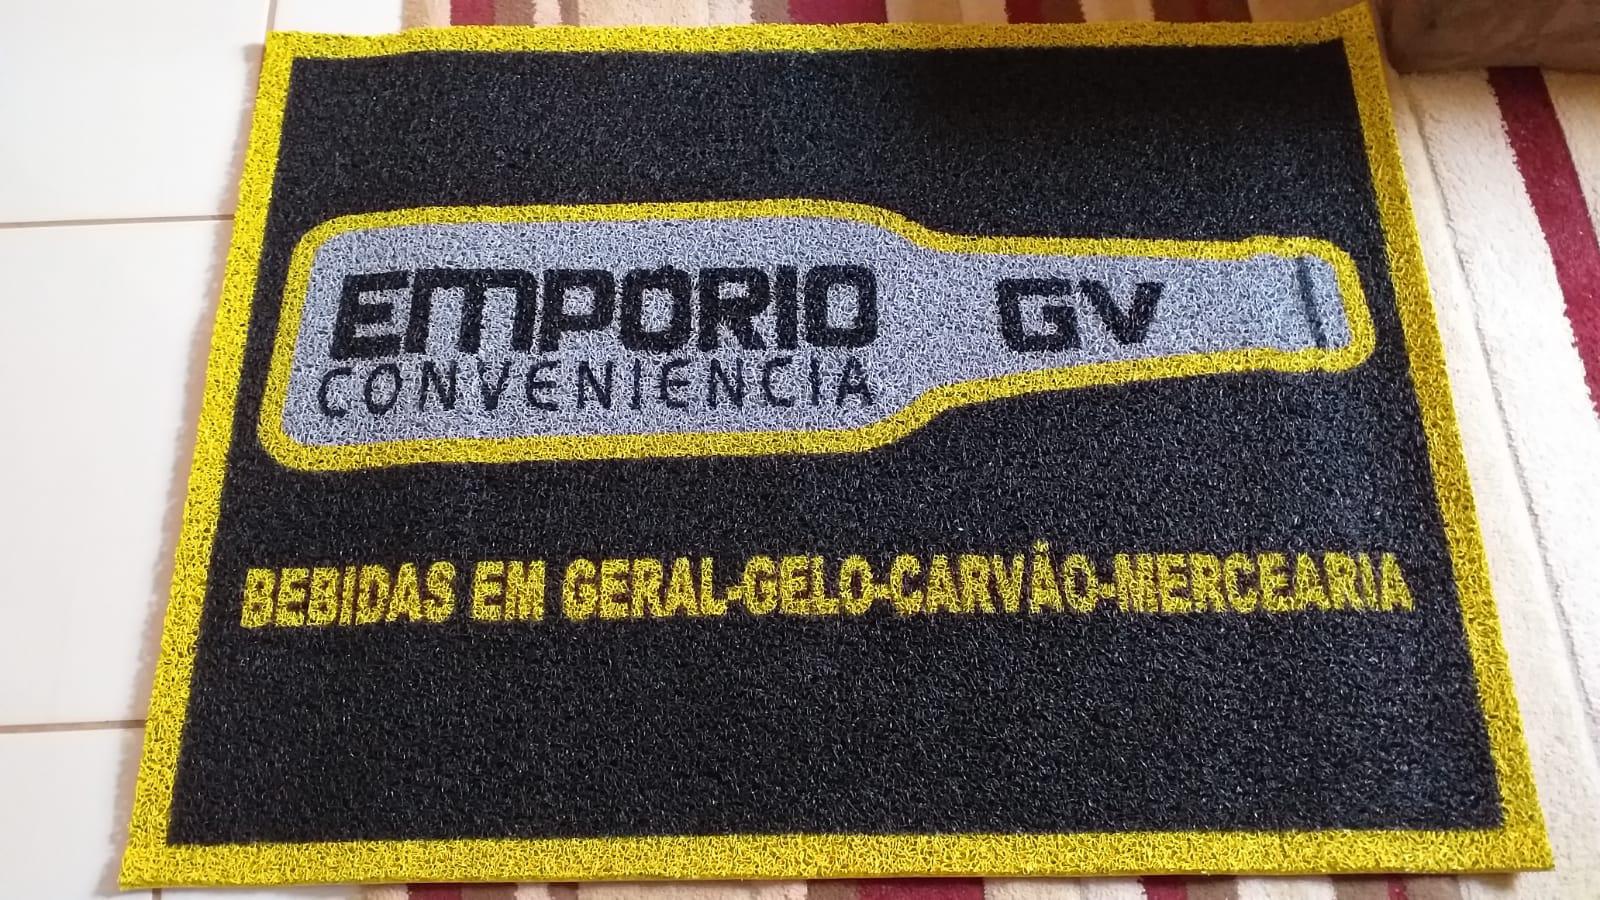 EMPORIO GV
CONVENIENCIA
BEBIDAS EM GERAL-GELO-CARVÃO-MERCEARIA